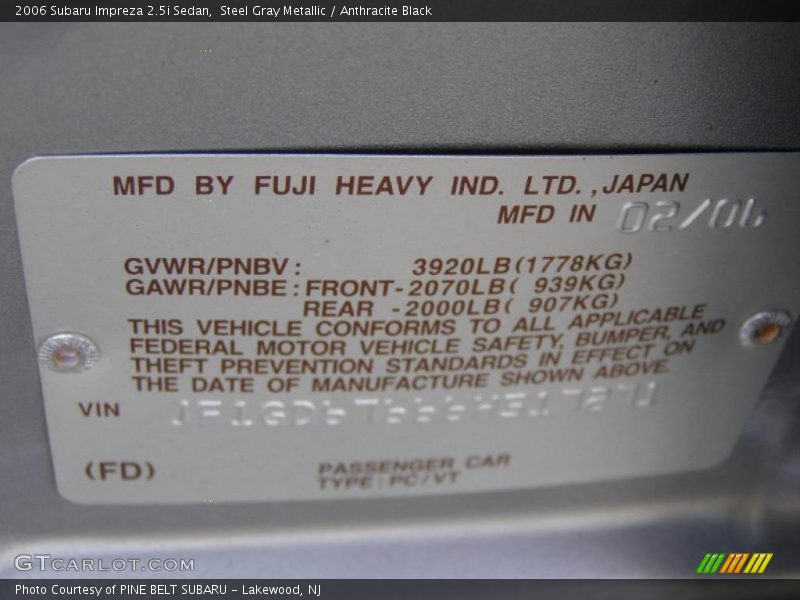 2006 Subaru Impreza 2.5i Sedan,  Steel Gray Metallic / Anthracite Black
MFD BY FUJI HEAVY IND. LTD. ,JAPAN
MFD IN 02/06
GVWR/PNBV: 3920LB(1778KG)
GAWR/PNBE:FRONT-2070LB( 939KG)
REAR -2000LB( 907KG)
THIS VEHICLE CONFORMS TO ALL APPLICABLE
FEDERAL MOTOR VEHICLE SAFETY, BUMPER, AND
THEFT PREVENTION STANDARDS IN EFFECT ON
THE DATE OF MANUFACTURE SHOWN ABOVE.
VIN
(FD) PASSENGER CAR
TYPE: PC/VT
GTCARLOT.COM
Photo Courtesy of PINE BELT SUBARU - Lakewood, NJ